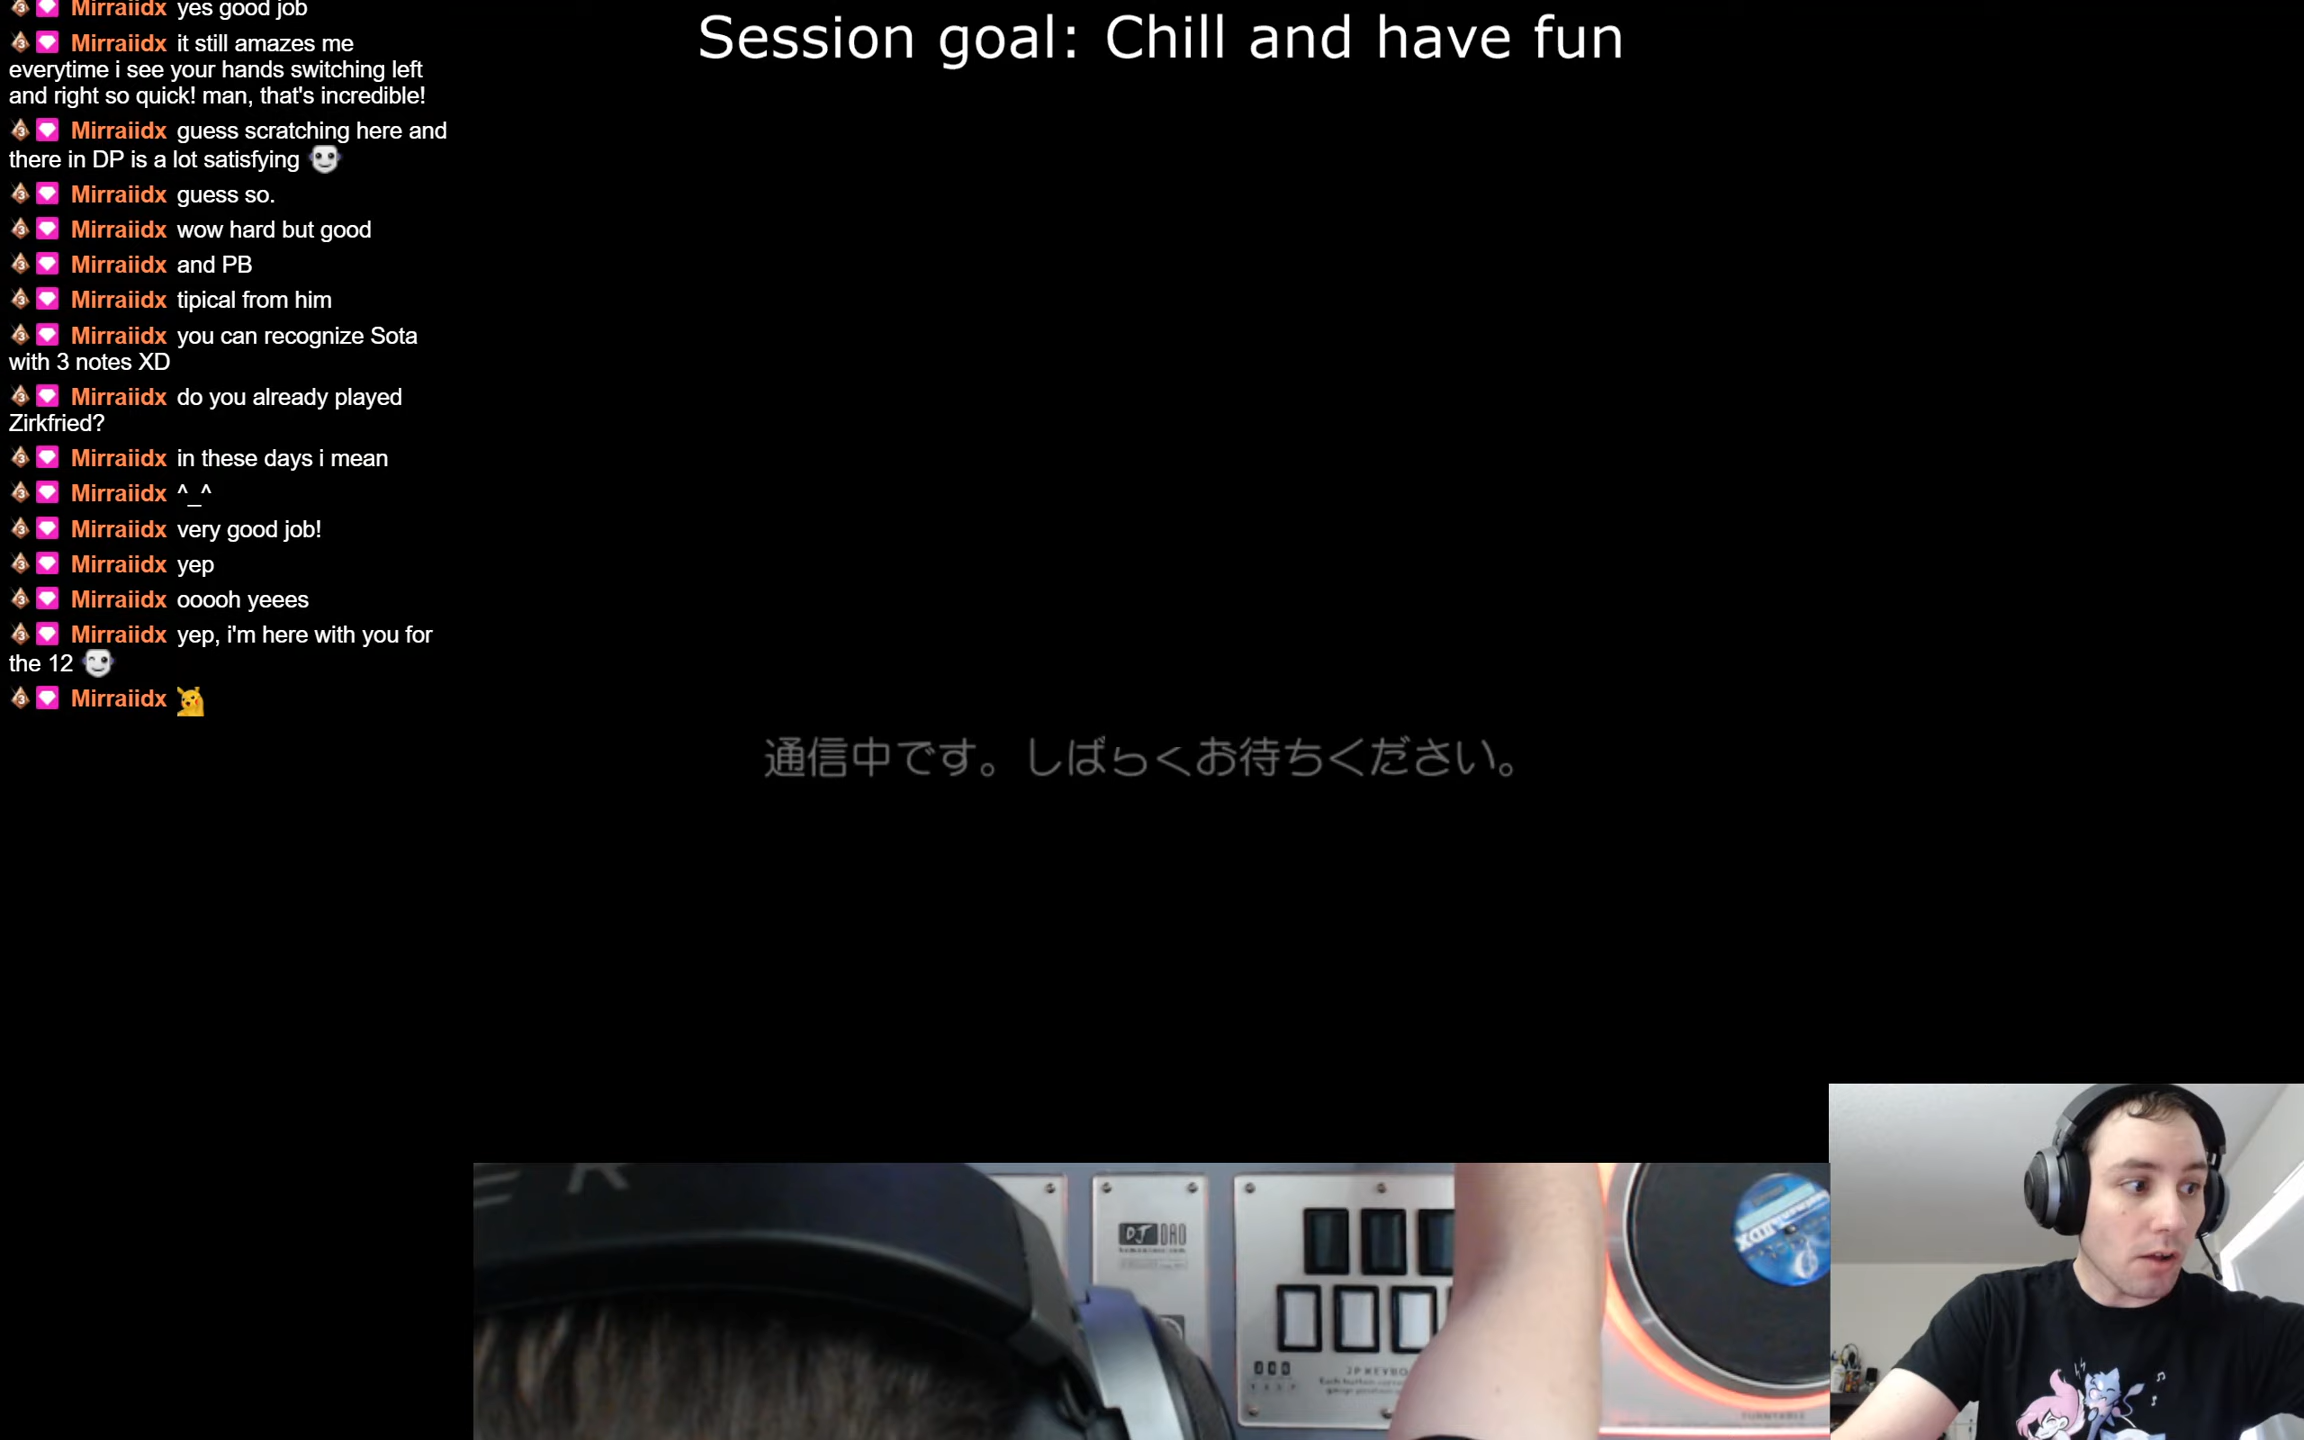 Mirraiidx yes good job
Session goal: Chill and have fun
Mirraiidx it still amazes me
everytime i see your hands switching left
and right so quick! man, that's incredible!
Mirraiidx guess scratching here and
there in DP is a lot satisfying
Mirraiidx guess so.
Mirraiidx wow hard but good
Mirraiidx and PB
Mirraiidx tipical from him
Mirraiidx you can recognize Sota
with 3 notes XD
Mirraiidx do you already played
Zirkfried?
Mirraiidx in these days i mean
Mirraiidx ^_^
Mirraiidx very good job!
Mirraiidx yep
Mirraiidx ooooh yeees
Mirraiidx yep, i'm here with you for
the 12
Mirraiidx
通信中です。しばらくお待ちください。
DJ DAO
TURNTABLE